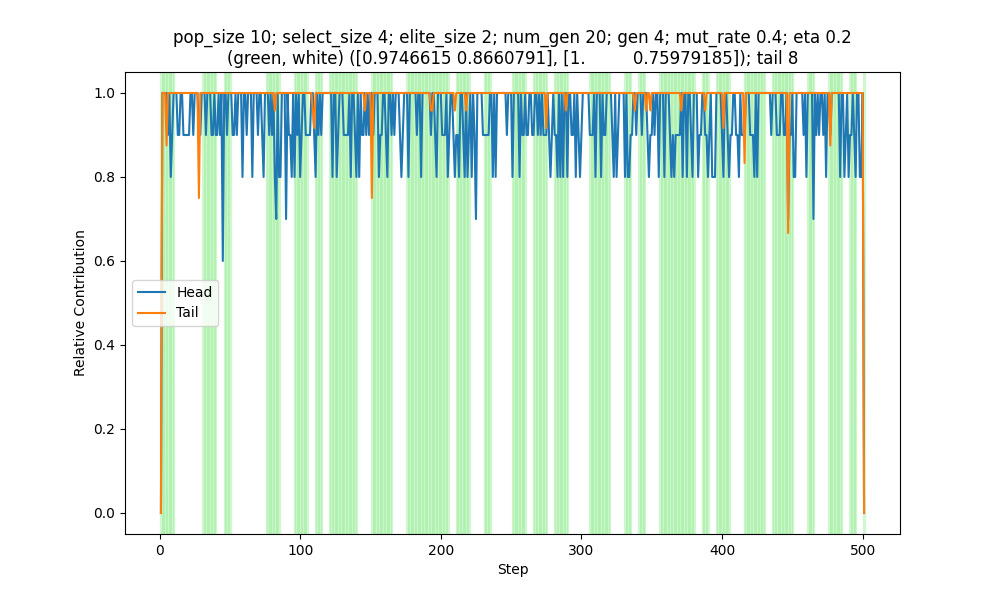 pop_size 10; select_size 4; elite_size 2; num_gen 20; gen 4; mut_rate 0.4; eta 0.2
(green, white) ([0.9746615 0.8660791], [1.         0.75979185]); tail 8
1.0
0.8
0.6
0.4
0.2
0.0
Relative Contribution
Head
Tail
0
100
200
300
400
500
Step